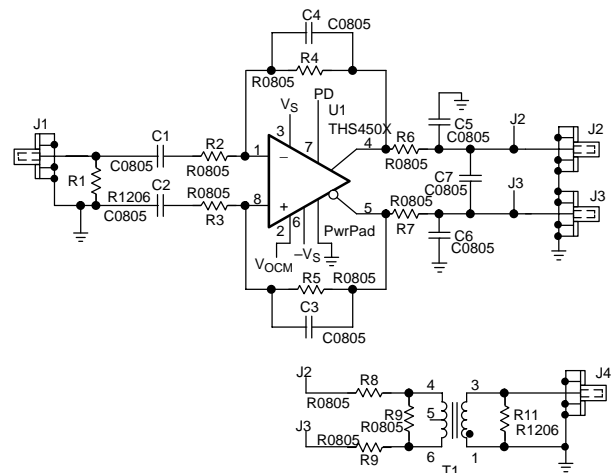 C4
C0805
R4
R0805
PD
U1
VS
THS450X
C5
C0805
J2
J2
J1
C1
R2
3
7
4
R6
C0805
R0805
1
R0805
C7
C0805
R1
R1206
C2
R0805
8
5
R0805
J3
J3
C0805
R3
2
6
PwrPad
R7
C6
C0805
VOCM
–VS
R5
R0805
C3
C0805
J2
R8
4
3
J4
R0805
R9
5
R11
R0805
R1206
J3
R0805
R9
6
1
T1